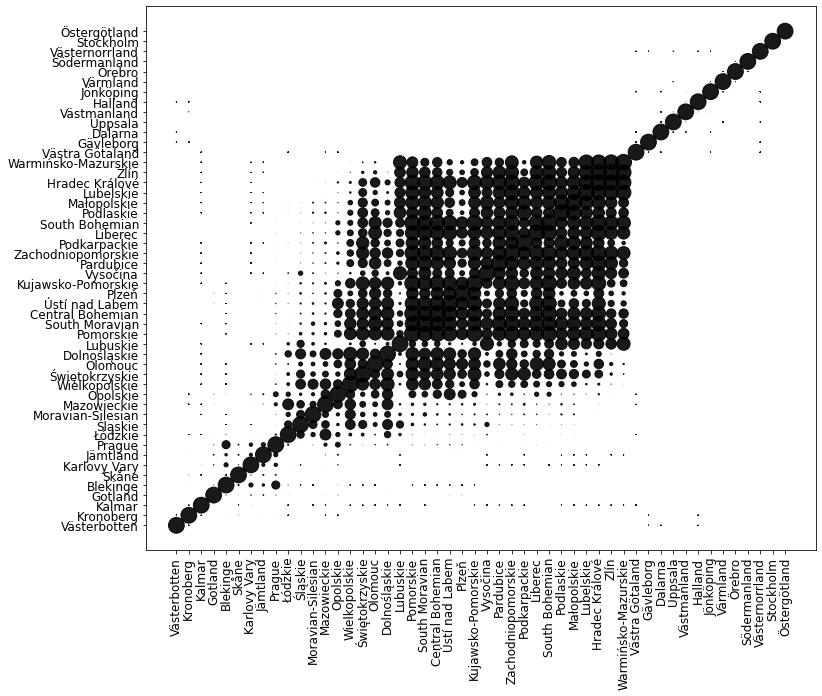 Östergötland
Stockholm
Västernorrland
Södermanland
Örebro
Värmland
Jönköping
Halland
Västmanland
Uppsala
Dalarna
Gävleborg
Västra Götaland
Warmińsko-Mazurskie
Zlín
Hradec Králové
Lubelskie
Małopolskie
Podlaskie
South Bohemian
Liberec
Podkarpackie
Zachodniopomorskie
Pardubice
Vysočina
Kujawsko-Pomorskie
Plzeň
Ústí nad Labem
Central Bohemian
South Moravian
Pomorskie
Lubuskie
Dolnośląskie
Olomouc
Świętokrzyskie
Wielkopolskie
Opolskie
Mazowieckie
Moravian-Silesian
Śląskie
Łódzkie
Prague
Jämtland
Karlovy Vary
Skåne
Blekinge
Gotland
Kalmar
Kronoberg
Västerbotten
Västerbotten
Kronoberg
Kalmar
Gotland
Blekinge
Skåne
Karlovy Vary
Jämtland
Prague
Łódzkie
Śląskie
Moravian-Silesian
Mazowieckie
Opolskie
Wielkopolskie
Świętokrzyskie
Olomouc
Dolnośląskie
Lubuskie
Pomorskie
South Moravian
Central Bohemian
Ústí nad Labem
Plzeň
Kujawsko-Pomorskie
Vysočina
Pardubice
Zachodniopomorskie
Podkarpackie
Liberec
South Bohemian
Podlaskie
Małopolskie
Lubelskie
Hradec Králové
Zlín
Warmińsko-Mazurskie
Västra Götaland
Gävleborg
Dalarna
Uppsala
Västmanland
Halland
Jönköping
Värmland
Örebro
Södermanland
Västernorrland
Stockholm
Östergötland